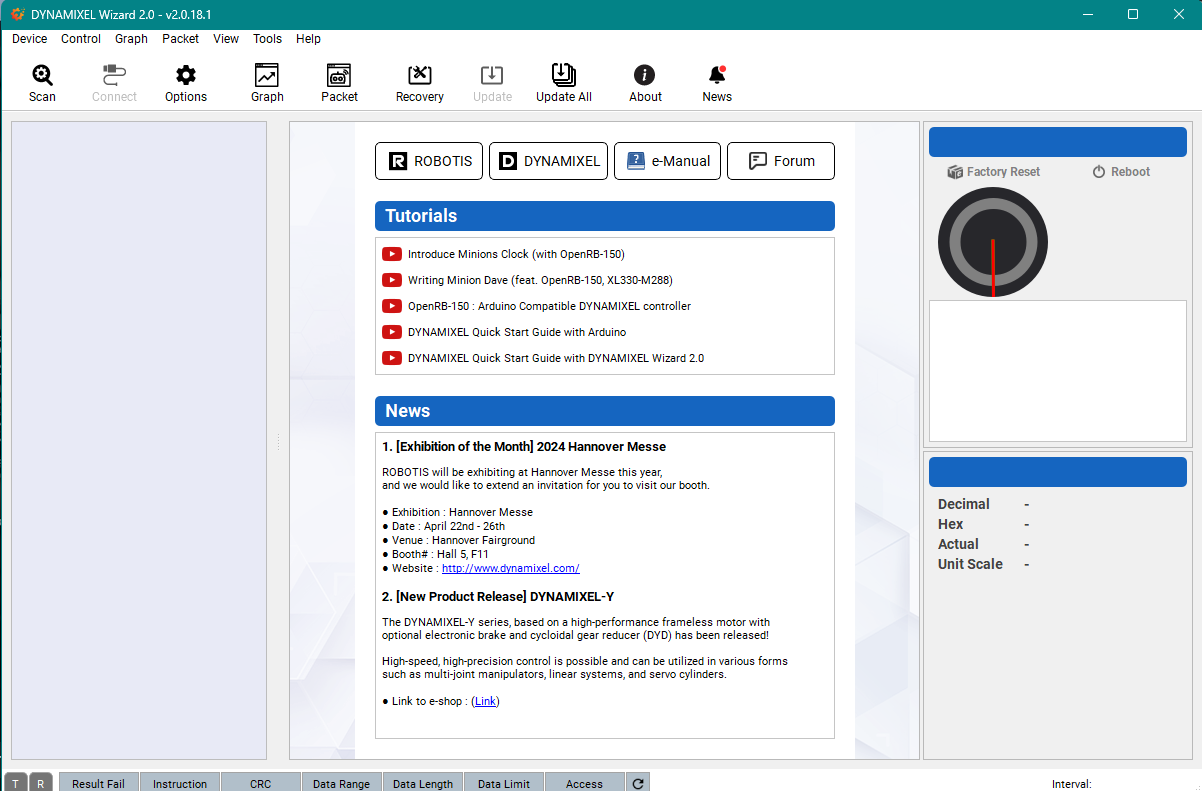 DYNAMIXEL Wizard 2.0 - v2.0.18.1
Device Control Graph Packet View Tools Help
Scan Connect Options Graph Packet Recovery Update Update All About News
ROBOTIS DYNAMIXEL e-Manual Forum
Tutorials
Introduce Minions Clock (with OpenRB-150)
Writing Minion Dave (feat. OpenRB-150, XL330-M288)
OpenRB-150 : Arduino Compatible DYNAMIXEL controller
DYNAMIXEL Quick Start Guide with Arduino
DYNAMIXEL Quick Start Guide with DYNAMIXEL Wizard 2.0
News
1. [Exhibition of the Month] 2024 Hannover Messe
ROBOTIS will be exhibiting at Hannover Messe this year,
and we would like to extend an invitation for you to visit our booth.
● Exhibition : Hannover Messe
● Date : April 22nd - 26th
● Venue : Hannover Fairground
● Booth# : Hall 5, F11
● Website : http://www.dynamixel.com/
2. [New Product Release] DYNAMIXEL-Y
The DYNAMIXEL-Y series, based on a high-performance frameless motor with
optional electronic brake and cycloidal gear reducer (DYD) has been released!
High-speed, high-precision control is possible and can be utilized in various forms
such as multi-joint manipulators, linear systems, and servo cylinders.
● Link to e-shop : (Link)
Factory Reset Reboot
Decimal -
Hex -
Actual -
Unit Scale -
T R Result Fail Instruction CRC Data Range Data Length Data Limit Access Interval: